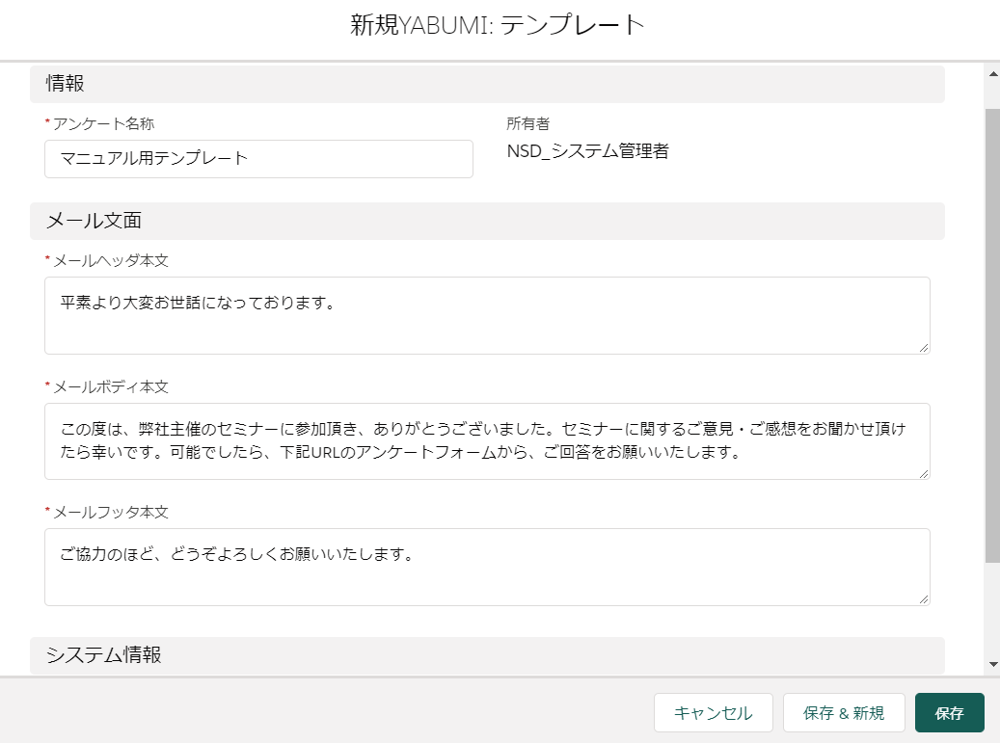 新規YABUMI: テンプレート
情報
*アンケート名称
所有者
マニュアル用テンプレート
NSD_システム管理者
メール文面
*メールヘッダ本文
平素より大変お世話になっております。
*メールボディ本文
この度は、弊社主催のセミナーに参加頂き、ありがとうございました。セミナーに関するご意見・ご感想をお聞かせ頂け
たら幸いです。可能でしたら、下記URLのアンケートフォームから、ご回答をお願いいたします。
*メールフッタ本文
ご協力のほど、どうぞよろしくお願いいたします。
システム情報
キャンセル
保存 & 新規
保存